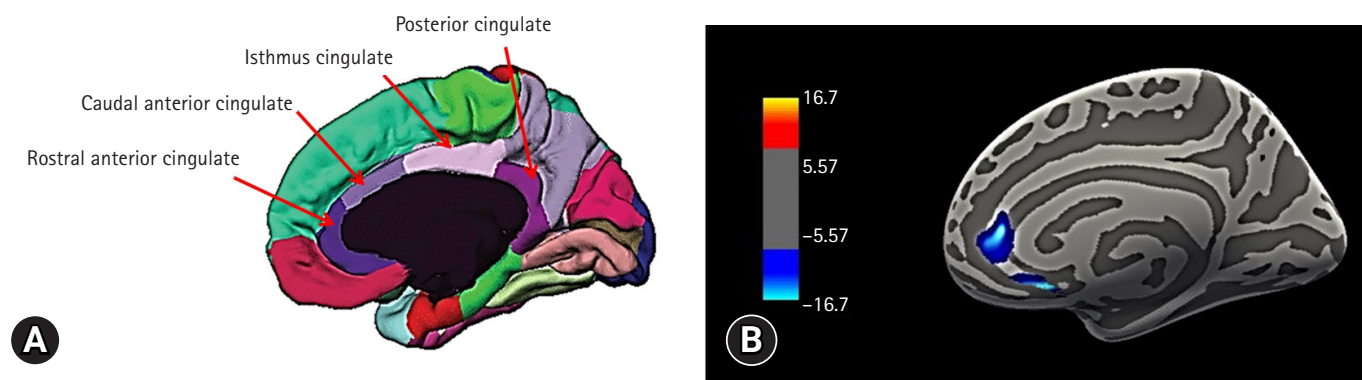 Posterior cingulate
Isthmus cingulate
Caudal anterior cingulate
Rostral anterior cingulate
A
16.7
5.57
–5.57
–16.7
B